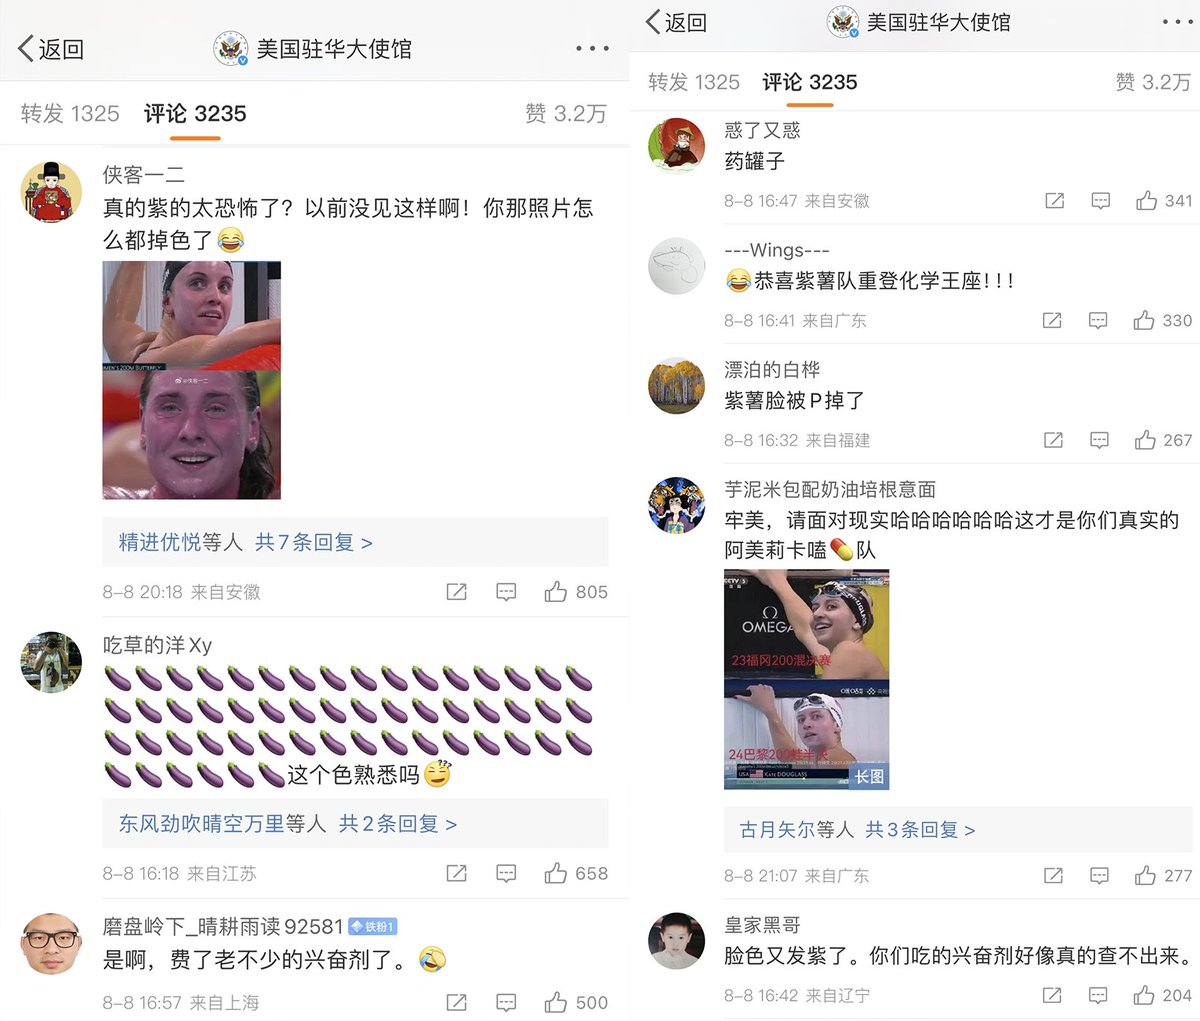 返回
美国驻华大使馆
转发 1325 评论 3235 赞 3.2万
侠客一二
真的紫的太恐怖了？以前没见这样啊！你那照片怎
么都掉色了😂
MEN'S 200M BUTTERFLY
@侠客一二
精进优悦等人 共7条回复 >
8-8 20:18 来自安徽 805
吃草的洋Xy
🍆🍆🍆🍆🍆🍆🍆🍆🍆🍆🍆🍆🍆🍆🍆🍆
🍆🍆🍆🍆🍆🍆🍆🍆🍆🍆🍆🍆🍆🍆🍆🍆
🍆🍆🍆🍆🍆🍆🍆🍆🍆🍆🍆🍆🍆🍆🍆🍆
🍆🍆🍆🍆🍆🍆这个色熟悉吗
???
东风劲吹晴空万里等人 共2条回复 >
8-8 16:18 来自江苏 658
磨盘岭下_晴耕雨读92581 铁粉1
是啊，费了老不少的兴奋剂了。🤣
8-8 16:57 来自上海 500
返回
美国驻华大使馆
转发 1325 评论 3235 赞 3.2万
惑了又惑
药罐子
8-8 16:47 来自安徽 341
---Wings---
😂恭喜紫薯队重登化学王座！！！
8-8 16:41 来自广东 330
漂泊的白桦
紫薯脸被P掉了
8-8 16:32 来自福建 267
芋泥米包配奶油培根意面
牢美，请面对现实哈哈哈哈哈哈这才是你们真实的
阿美莉卡嗑💊队
CCTV 5
OMEGA
23福冈200混决赛
24巴黎200蛙半决
USA KATE DOUGLASS
长图
古月矢尔等人 共3条回复 >
8-8 21:07 来自广东 277
皇家黑哥
脸色又发紫了。你们吃的兴奋剂好像真的查不出来。
8-8 16:42 来自辽宁 204